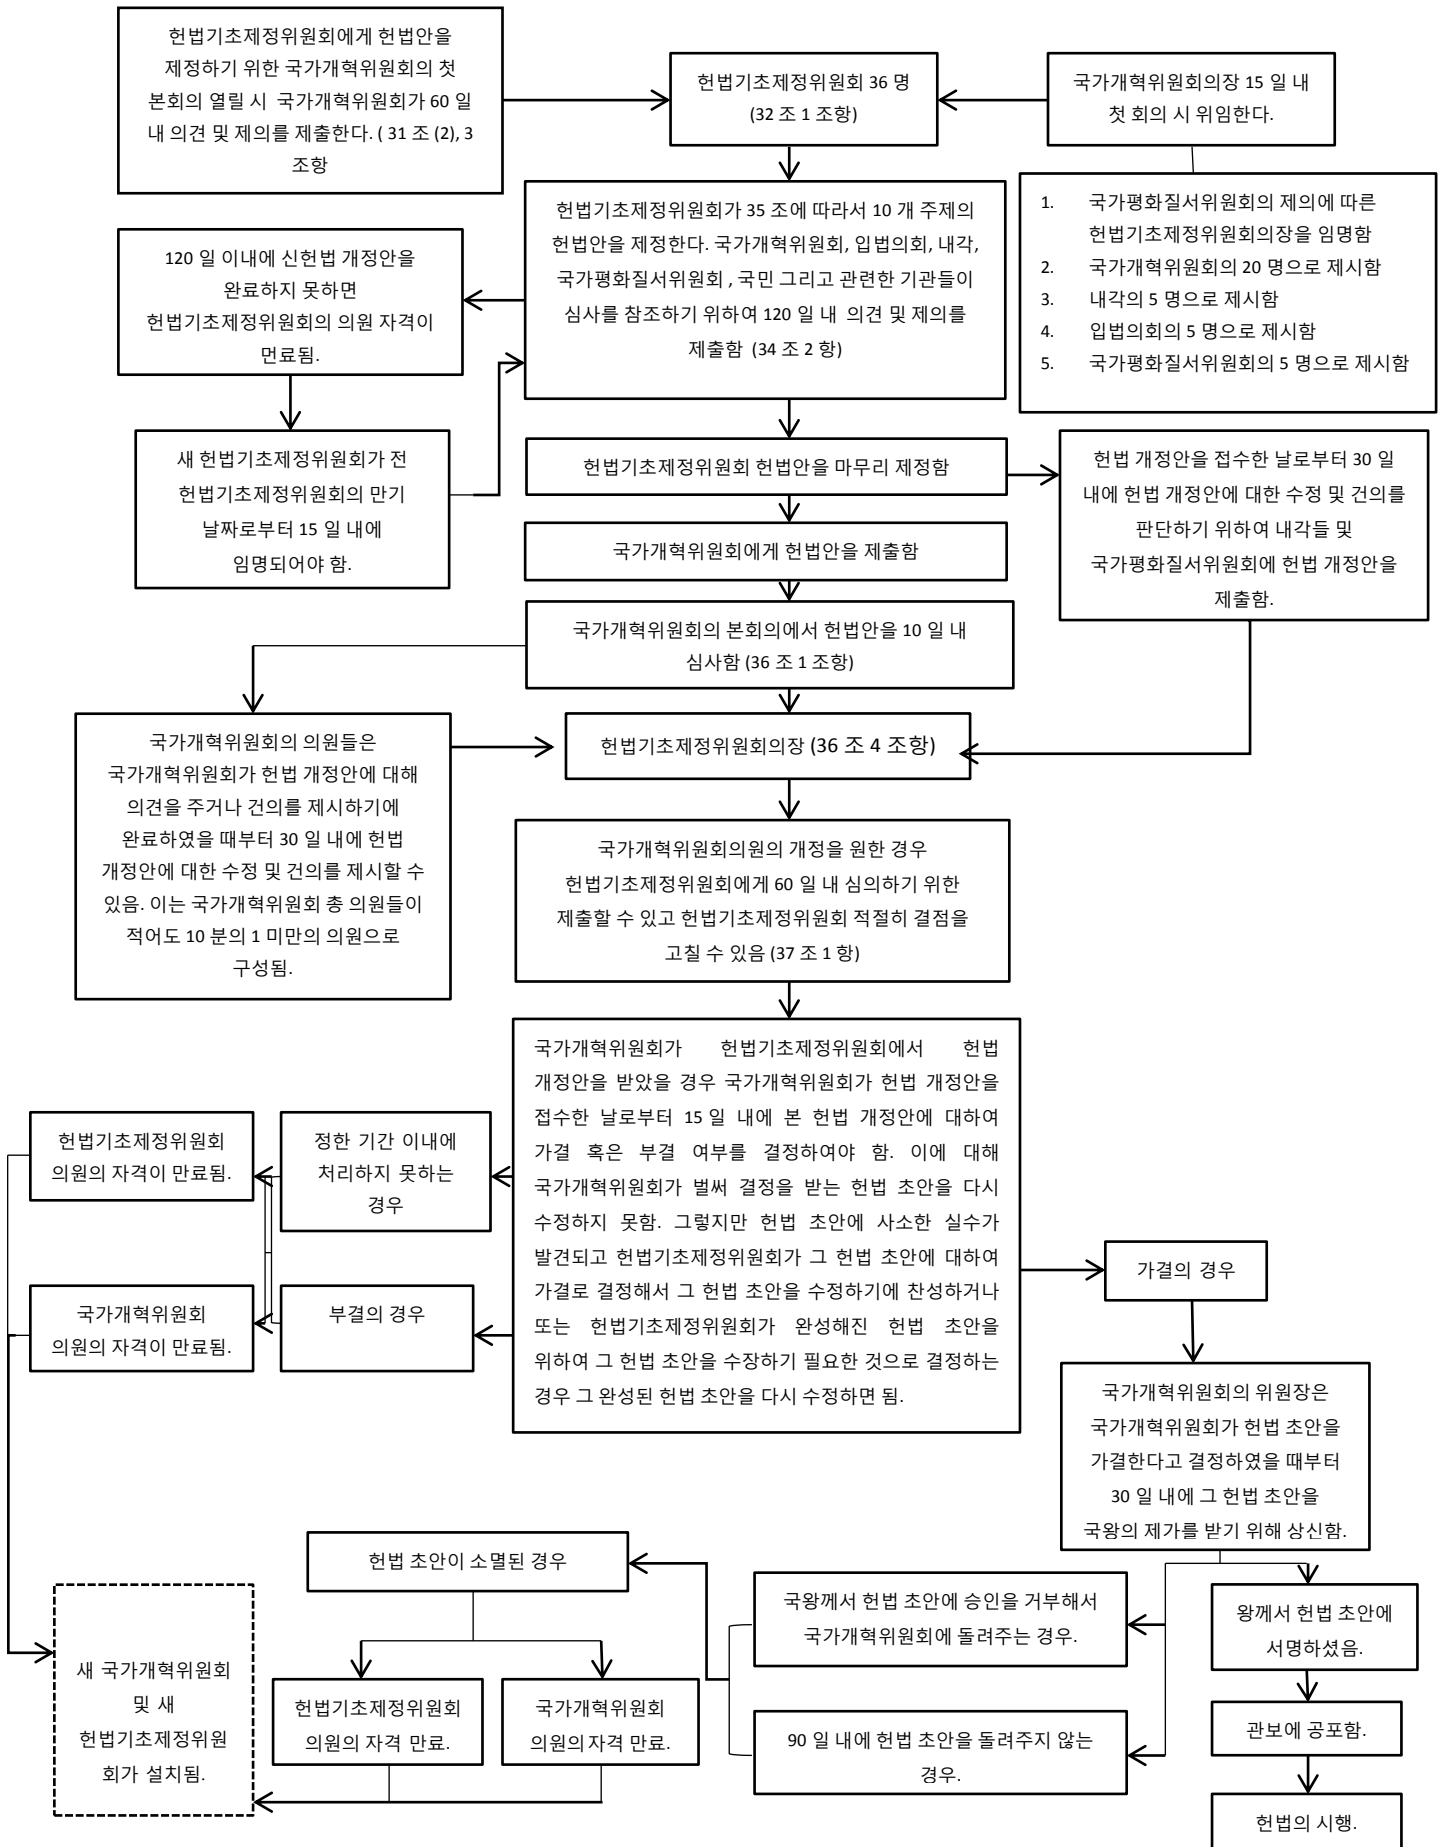 헌법기초제정위원회에게 헌법안을
제정하기 위한 국가개혁위원회의 첫
본회의 열릴 시 국가개혁위원회가 60 일
내 의견 및 제의를 제출한다. ( 31 조 (2), 3
조항
헌법기초제정위원회 36 명
(32 조 1 조항)
국가개혁위원회의장 15 일 내
첫 회의 시 위임한다.
1. 국가평화질서위원회의 제의에 따른
헌법기초제정위원회의장을 임명함
2. 국가개혁위원회의 20 명으로 제시함
3. 내각의 5 명으로 제시함
4. 입법의회의 5 명으로 제시함
5. 국가평화질서위원회의 5 명으로 제시함
헌법기초제정위원회가 35 조에 따라서 10 개 주제의
헌법안을 제정한다. 국가개혁위원회, 입법의회, 내각,
국가평화질서위원회 , 국민 그리고 관련한 기관들이
심사를 참조하기 위하여 120 일 내 의견 및 제의를
제출함 (34 조 2 항)
120 일 이내에 신헌법 개정안을
완료하지 못하면
헌법기초제정위원회의 의원 자격이
먼료됨.
새 헌법기초제정위원회가 전
헌법기초제정위원회의 만기
날짜로부터 15 일 내에
임명되어야 함.
헌법기초제정위원회 헌법안을 마무리 제정함
헌법 개정안을 접수한 날로부터 30 일
내에 헌법 개정안에 대한 수정 및 건의를
판단하기 위하여 내각들 및
국가평화질서위원회에 헌법 개정안을
제출함.
국가개혁위원회에게 헌법안을 제출함
국가개혁위원회의 본회의에서 헌법안을 10 일 내
심사함 (36 조 1 조항)
국가개혁위원회의 의원들은
국가개혁위원회가 헌법 개정안에 대해
의견을 주거나 건의를 제시하기에
완료하였을 때부터 30 일 내에 헌법
개정안에 대한 수정 및 건의를 제시할 수
있음. 이는 국가개혁위원회 총 의원들이
적어도 10 분의 1 미만의 의원으로
구성됨.
헌법기초제정위원회의장 (36 조 4 조항)
국가개혁위원회의원의 개정을 원한 경우
헌법기초제정위원회에게 60 일 내 심의하기 위한
제출할 수 있고 헌법기초제정위원회 적절히 결점을
고칠 수 있음 (37 조 1 항)
국가개혁위원회가 헌법기초제정위원회에서 헌법
개정안을 받았을 경우 국가개혁위원회가 헌법 개정안을
접수한 날로부터 15 일 내에 본 헌법 개정안에 대하여
가결 혹은 부결 여부를 결정하여야 함. 이에 대해
국가개혁위원회가 벌써 결정을 받는 헌법 초안을 다시
수정하지 못함. 그렇지만 헌법 초안에 사소한 실수가
발견되고 헌법기초제정위원회가 그 헌법 초안에 대하여
가결로 결정해서 그 헌법 초안을 수정하기에 찬성하거나
또는 헌법기초제정위원회가 완성해진 헌법 초안을
위하여 그 헌법 초안을 수장하기 필요한 것으로 결정하는
경우 그 완성된 헌법 초안을 다시 수정하면 됨.
헌법기초제정위원회
의원의 자격이 만료됨.
정한 기간 이내에
처리하지 못하는
경우
국가개혁위원회
의원의 자격이 만료됨.
부결의 경우
가결의 경우
국가개혁위원회의 위원장은
국가개혁위원회가 헌법 초안을
가결한다고 결정하였을 때부터
30 일 내에 그 헌법 초안을
국왕의 제가를 받기 위해 상신함.
헌법 초안이 소멸된 경우
국왕께서 헌법 초안에 승인을 거부해서
국가개혁위원회에 돌려주는 경우.
왕께서 헌법 초안에
서명하셨음.
새 국가개혁위원회
및 새
헌법기초제정위원
회가 설치됨.
헌법기초제정위원회
의원의 자격 만료.
국가개혁위원회
의원의자격 만료.
90 일 내에 헌법 초안을 돌려주지 않는
경우.
관보에 공포함.
헌법의 시행.